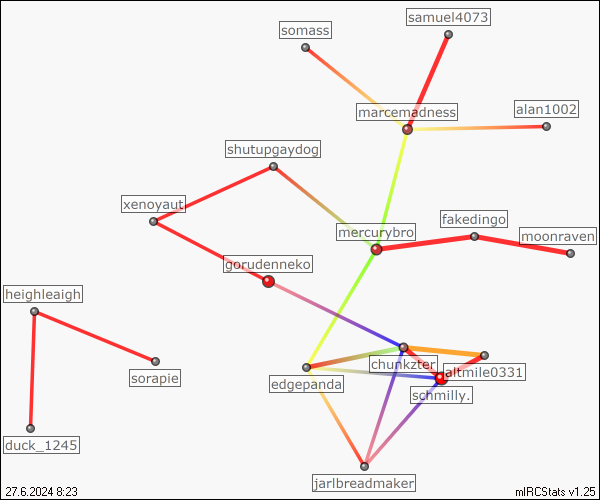 samuel4073
somass
alan1002
marcemadness
shutupgaydog
xenoyaut
fakedingo
mercurybro
moonraven
gorudenneko
heighleaigh
chunkzter
altmile0331
sorapie
edgepanda
schmilly.
duck_1245
jarlbreadmaker
27.6.2024 8:23
mIRCStats v1.25